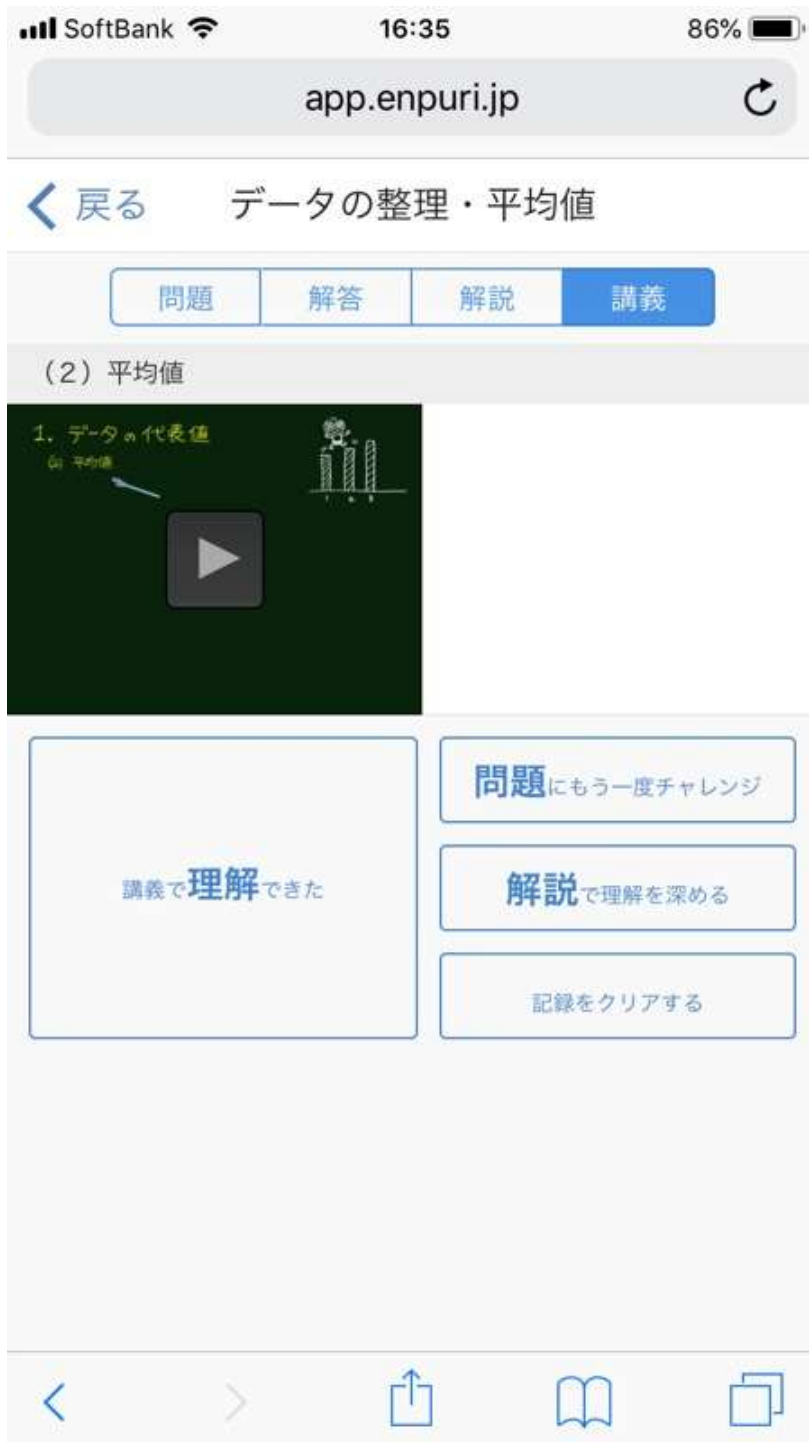 SoftBank 16:35 86%
app.enpuri.jp
戻る データの整理・平均値
問題 解答 解説 講義
(2)平均値
1. データの代表値
(a) 平均値
講義で理解できた
問題にもう一度チャレンジ
解説で理解を深める
記録をクリアする